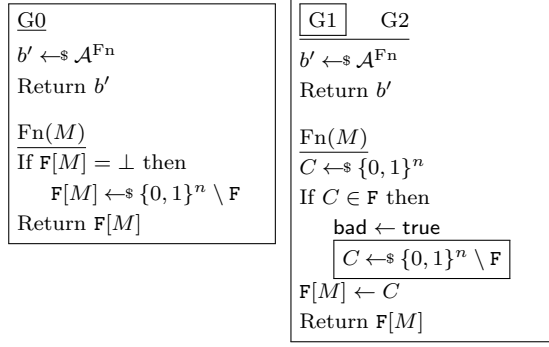 G0
b′ ←$ 𝒜^Fn
Return b′
Fn(M)
If F[M] = ⊥ then
F[M] ←$ {0, 1}^n \ F
Return F[M]
G1 G2
b′ ←$ 𝒜^Fn
Return b′
Fn(M)
C ←$ {0, 1}^n
If C ∈ F then
bad ← true
C ←$ {0, 1}^n \ F
F[M] ← C
Return F[M]